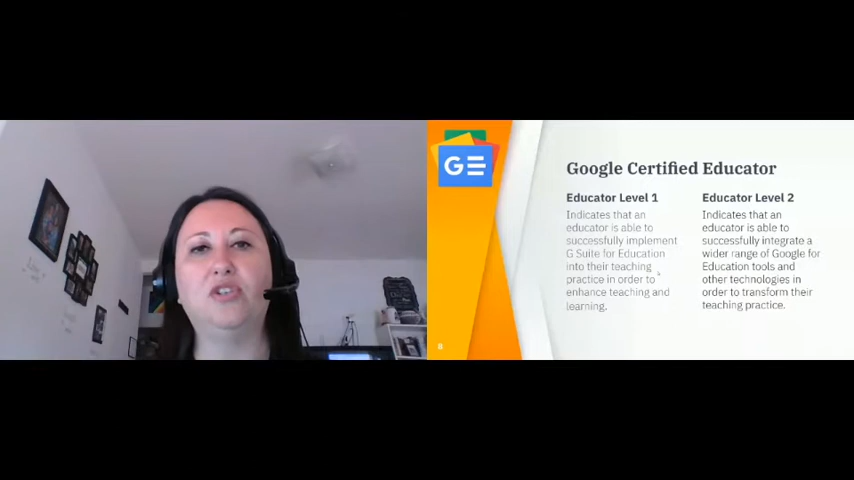 GE
Google Certified Educator
Educator Level 1
Indicates that an
educator is able to
successfully implement
G Suite for Education
into their teaching
practice in order to
enhance teaching and
learning.
Educator Level 2
Indicates that an
educator is able to
successfully integrate a
wider range of Google for
Education tools and
other technologies in
order to transform their
teaching practice.
8